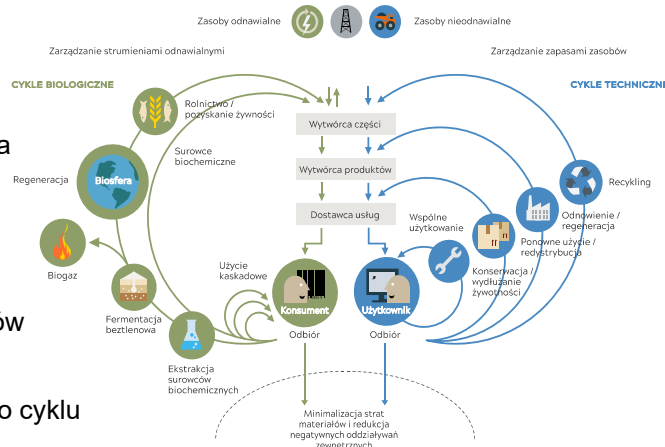 Zasoby odnawialne
Zasoby nieodnawialne
Zarządzanie strumieniami odnawialnymi
Zarządzanie zapasami zasobów
CYKLE BIOLOGICZNE
CYKLE TECHNICZNE
Rolnictwo /
pozyskanie żywności
Wytwórca części
a
Surowce
biochemiczne
Wytwórca produktów
Regeneracja
Biosfera
Recykling
Dostawca usług
Wspólne
użytkowanie
Odnowienie /
regeneracja
Ponowne użycie /
redystrybucja
Biogaz
Użycie
kaskadowe
Konserwacja /
wydłużanie
żywotności
Konsument
Użytkownik
Fermentacja
beztlenowa
ów
Odbiór
Odbiór
Ekstrakcja
surowców
biochemicznych
o cyklu
Minimalizacja strat
materiałów i redukcja
negatywnych oddziaływań
zewnętrznych